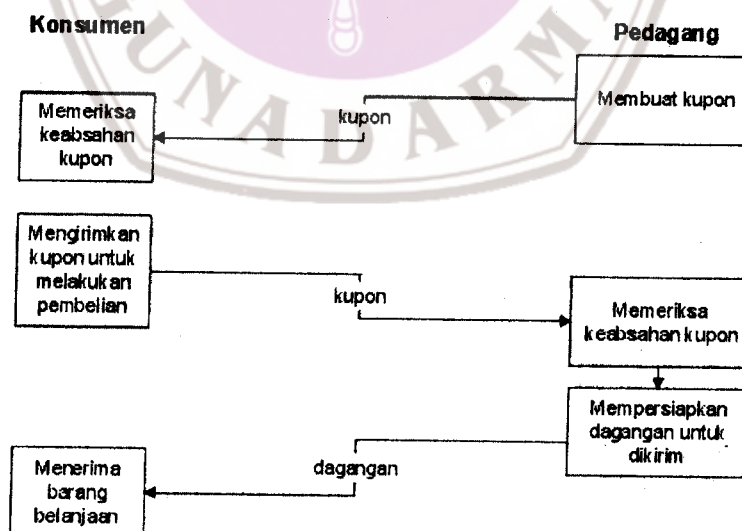 Konsumen
Pedagang
Membuat kupon
kupon
Memeriksa
keabsahan
kupon
Mengirimkan
kupon untuk
melakukan
pembelian
kupon
Memeriksa
keabsahan kupon
Mempersiapkan
dagangan untuk
dikirim
dagangan
Menerima
barang
belanjaan
UNADARMA